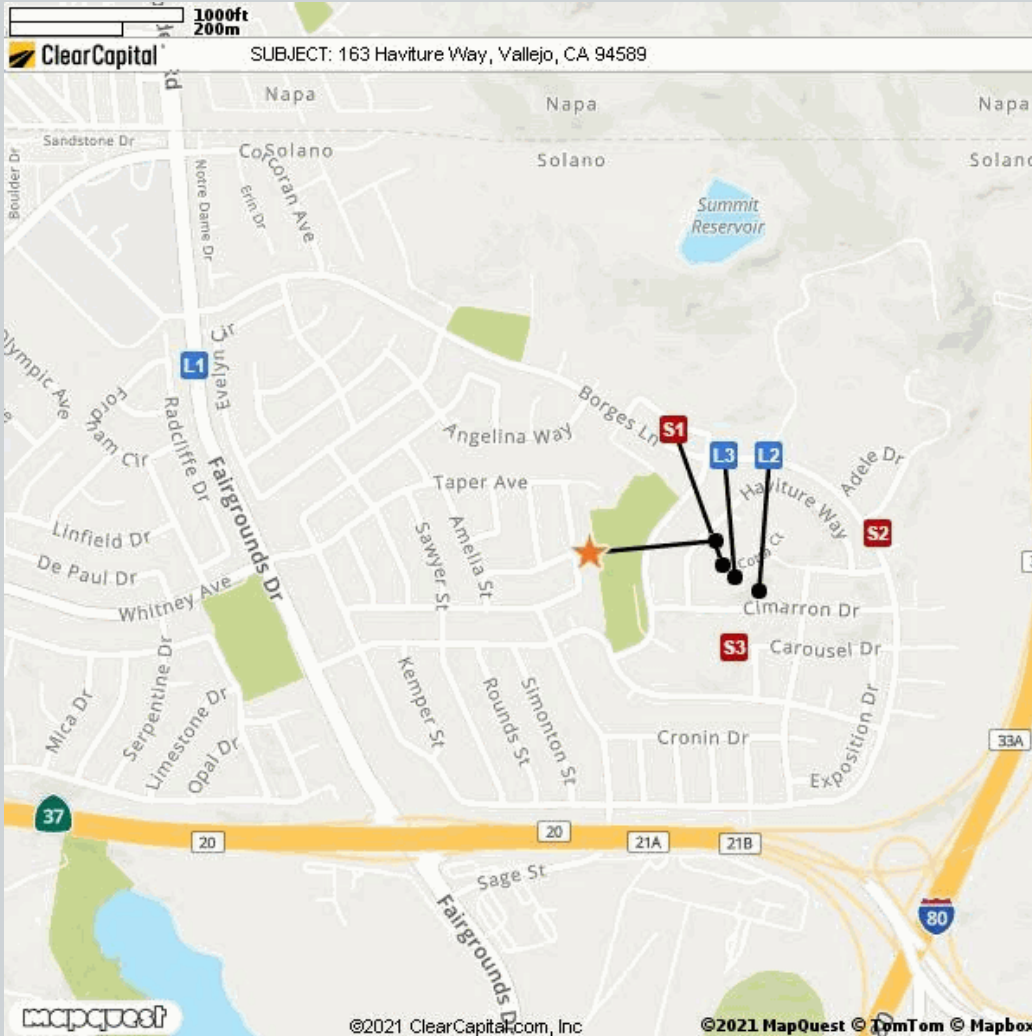 1000ft
200m
ClearCapital
SUBJECT: 163 Haviture Way, Vallejo, CA 94589
Rd
Napa
Napa
Napa
Sandstone Dr
Solano
Solano
Solano
Boulder Dr
Notre Dame Dr
Erin Dr
Corcoran Ave
Summit
Reservoir
Olympic Ave
L1
Evelyn Cir
Fordham Cir
Radcliffe Dr
Borges Ln
S1
Angelina Way
L3
L2
Adele Dr
Fairgrounds Dr
Taper Ave
Haviture Way
Linfield Dr
Sawyer St
Amelia St
S2
Copa Ct
De Paul Dr
Whitney Ave
Cimarron Dr
S3
Carousel Dr
Serpentine Dr
Kemper St
Rounds St
Simonton St
Mica Dr
Limestone Dr
Opal Dr
Cronin Dr
Exposition Dr
33A
37
20
20
21A
21B
Sage St
Fairgrounds D
80
mapquest
©2021 ClearCapital.com, Inc
©2021 MapQuest © TomTom © Mapbox